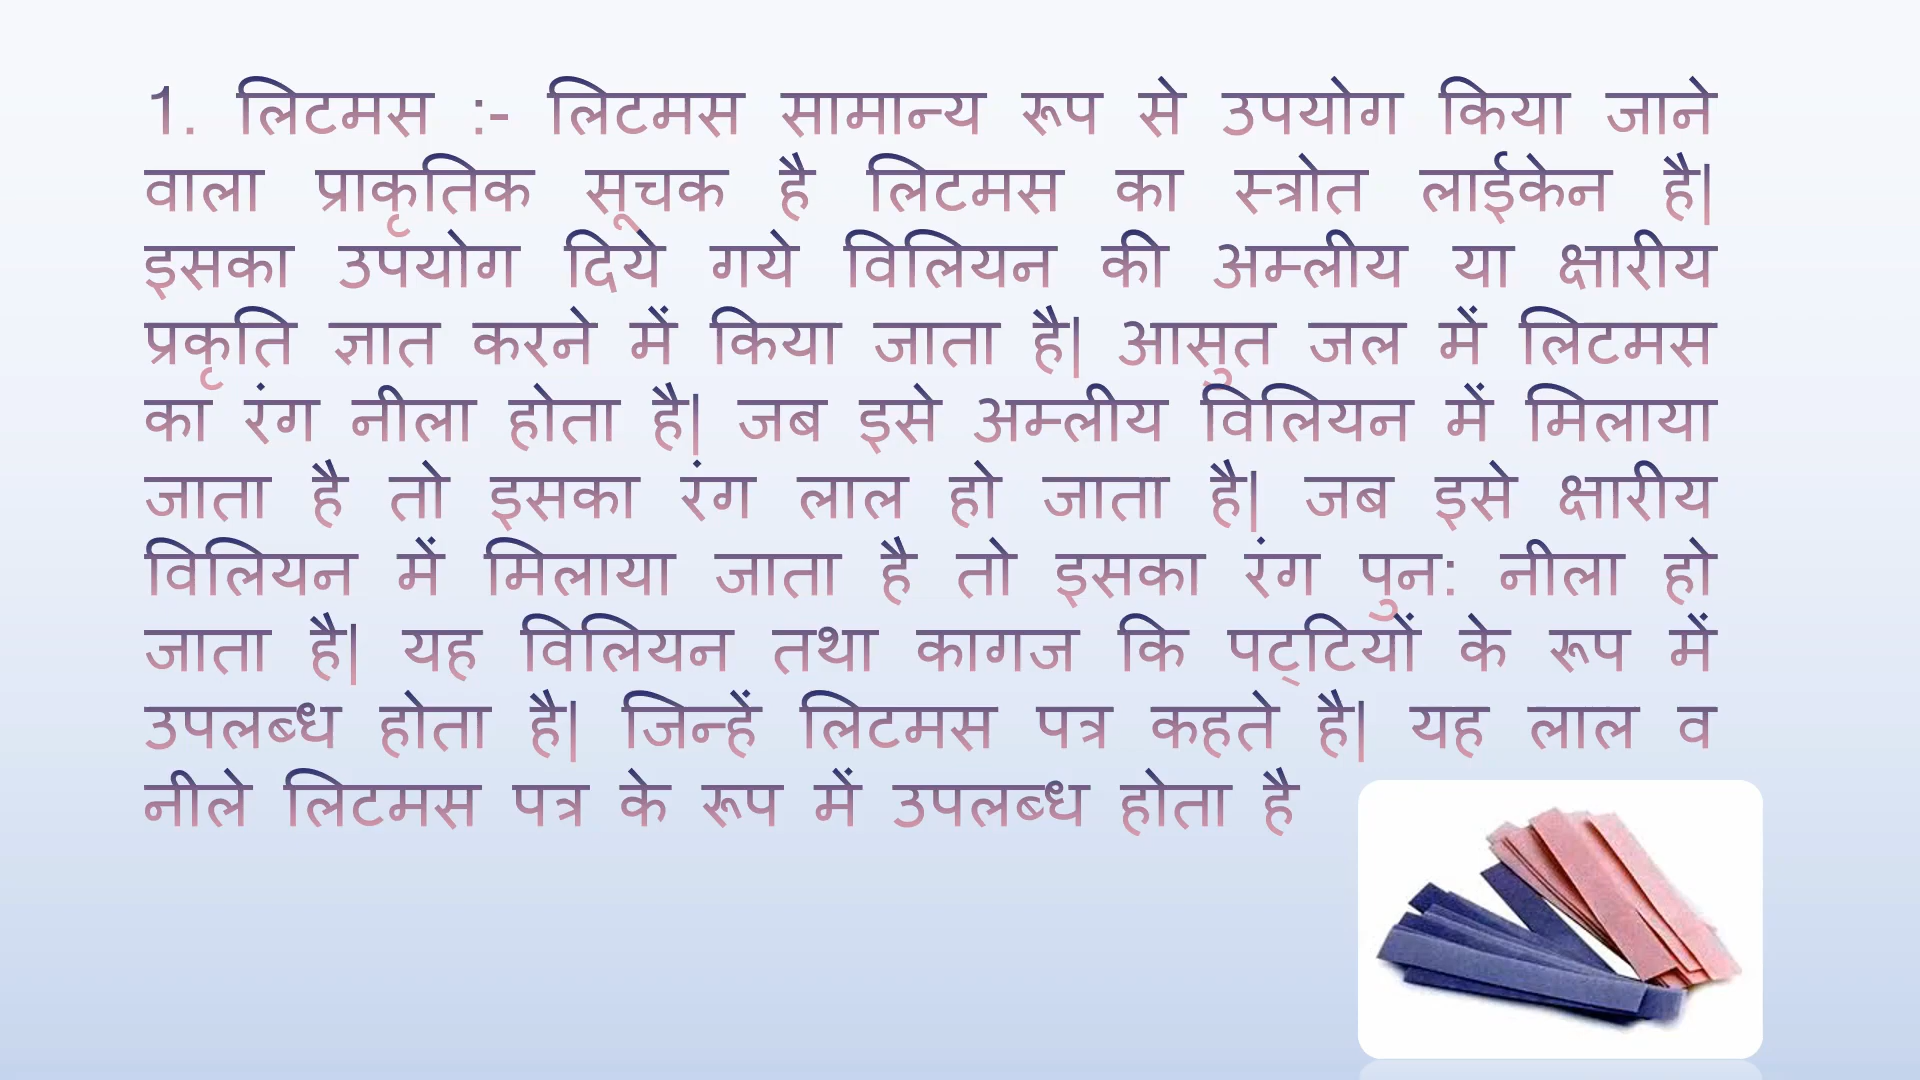 1. लिटमस :- लिटमस सामान्य रूप से उपयोग किया जाने
वाला प्राकृतिक सूचक है लिटमस का स्त्रोत लाईकेन है|
इसका उपयोग दिये गये विलियन की अम्लीय या क्षारीय
प्रकृति ज्ञात करने में किया जाता है| आसुत जल में लिटमस
का रंग नीला होता है| जब इसे अम्लीय विलियन में मिलाया
जाता है तो इसका रंग लाल हो जाता है| जब इसे क्षारीय
विलियन में मिलाया जाता है तो इसका रंग पुन: नीला हो
जाता है| यह विलियन तथा कागज कि पट्टियों के रूप में
उपलब्ध होता है| जिन्हें लिटमस पत्र कहते है| यह लाल व
नीले लिटमस पत्र के रूप में उपलब्ध होता है